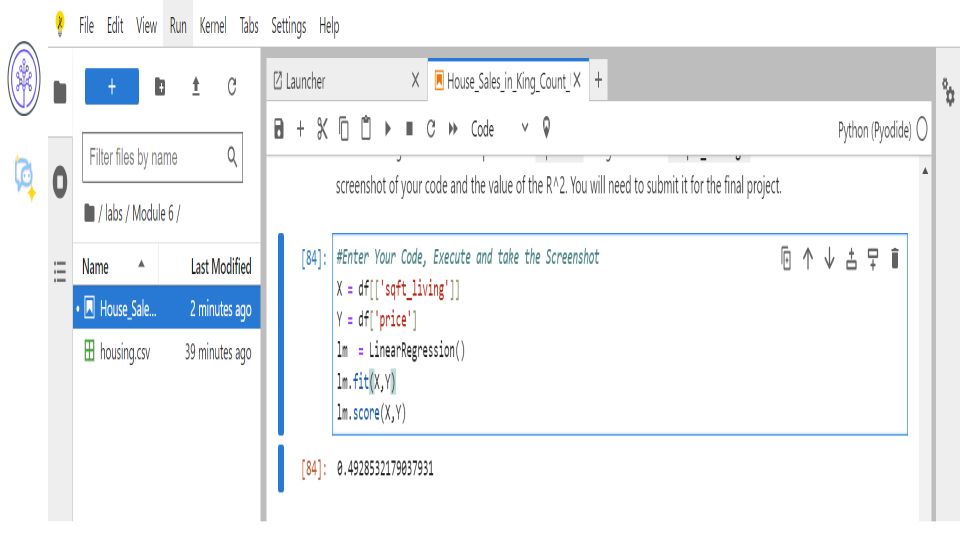 File Edit View Run Kernel Tabs Settings Help
Launcher
House_Sales_in_King_Count_
Code
Python (Pyodide)
Filter files by name
/ labs / Module 6 /
Name Last Modified
House_Sale... 2 minutes ago
housing.csv 39 minutes ago
screenshot of your code and the value of the R^2. You will need to submit it for the final project.
[84]: #Enter Your Code, Execute and take the Screenshot
X = df[['sqft_living']]
Y = df['price']
lm  = LinearRegression()
lm.fit(X,Y)
lm.score(X,Y)
[84]: 0.4928532179037931